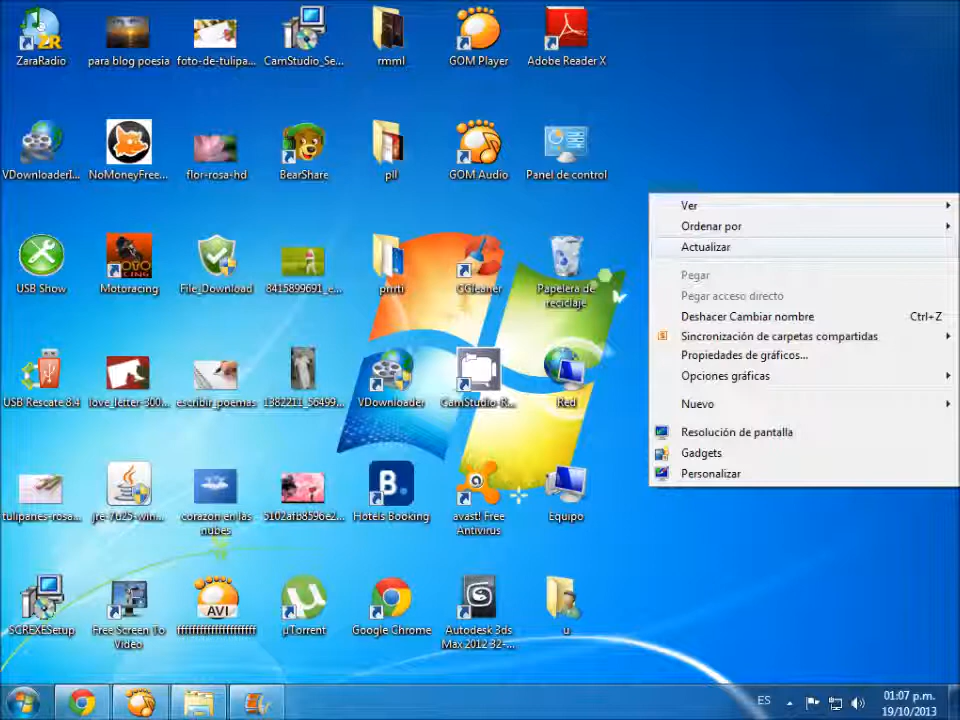 ZaraRadio
para blog poesia
foto-de-tulipa...
CamStudio_Se...
rmml
GOM Player
Adobe Reader X
VDownloaderI...
NoMoneyFree...
flor-rosa-hd
BearShare
pll
GOM Audio
Panel de control
USB Show
Motoracing
File_Download
8415899691_e...
prrrti
CCleaner
Papelera de
reciclaje
USB Rescate 8.4
love_letter-300...
escribir_poemas
1382211_56499...
VDownloader
CamStudio-R...
Red
tulipanes-rosa...
jre-7u25-win...
corazon en las
nubes
5102afb8596e2...
Hotels Booking
avast! Free
Antivirus
Equipo
SCREXESetup
Free Screen To
Video
AVI
µTorrent
Google Chrome
Autodesk 3ds
Max 2012 32-...
u
Ver
Ordenar por
Actualizar
Pegar
Pegar acceso directo
Deshacer Cambiar nombre Ctrl+Z
Sincronización de carpetas compartidas
Propiedades de gráficos...
Opciones gráficas
Nuevo
Resolución de pantalla
Gadgets
Personalizar
ES
01:07 p.m.
19/10/2013